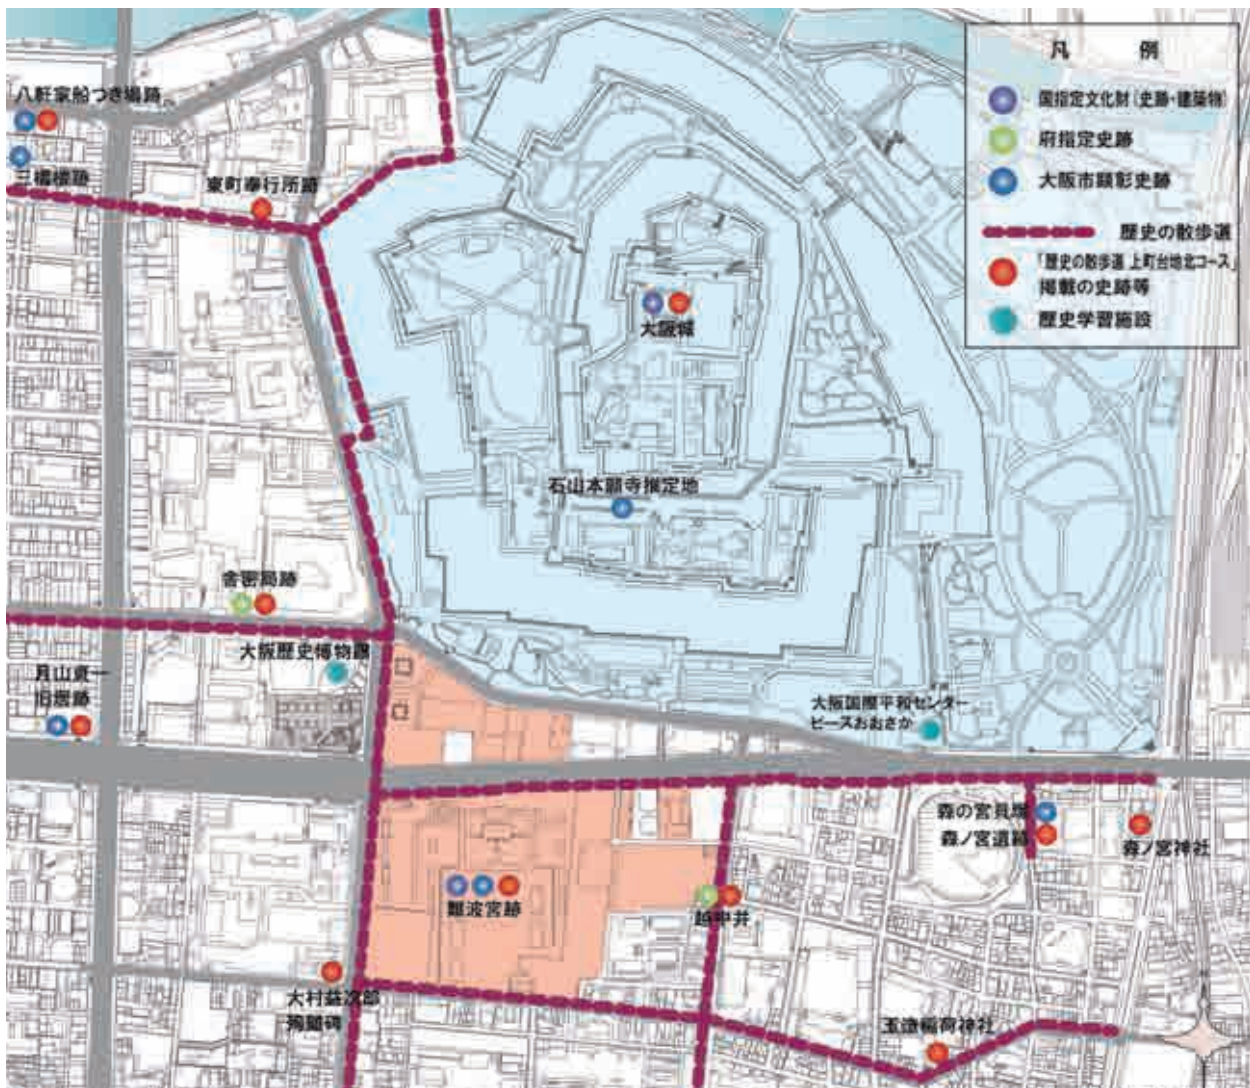 凡　例
国指定文化財(史跡・建築物)
府指定史跡
大阪市顕彰史跡
歴史の散歩道
「歴史の散歩道 上町台地北コース」
掲載の史跡等
歴史学習施設
八軒家船つき場跡
三橋楼跡
東町奉行所跡
大阪城
石山本願寺推定地
舎密局跡
大阪歴史博物館
月山貞一
旧居跡
大阪国際平和センター
ピースおおさか
森の宮貝塚
森ノ宮遺跡
森ノ宮神社
難波宮跡
越中井
大村益次郎
殉難碑
玉造稲荷神社